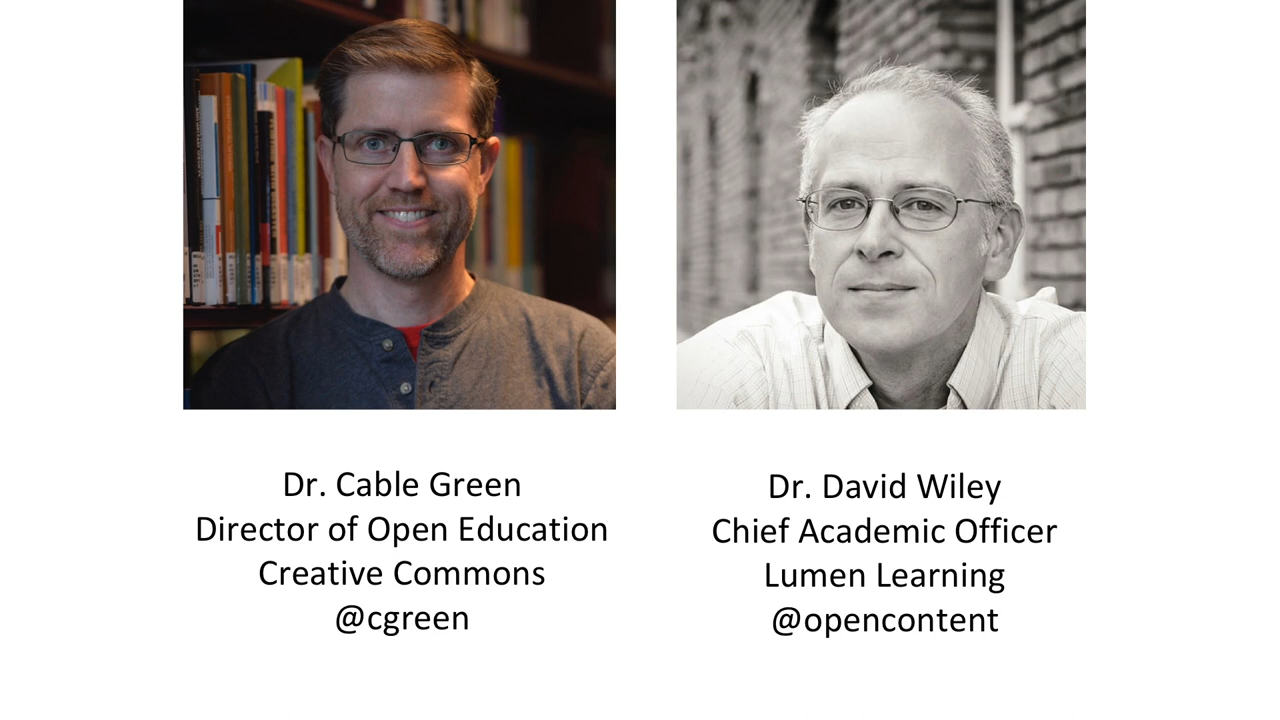 Dr. Cable Green
Director of Open Education
Creative Commons
@cgreen
Dr. David Wiley
Chief Academic Officer
Lumen Learning
@opencontent